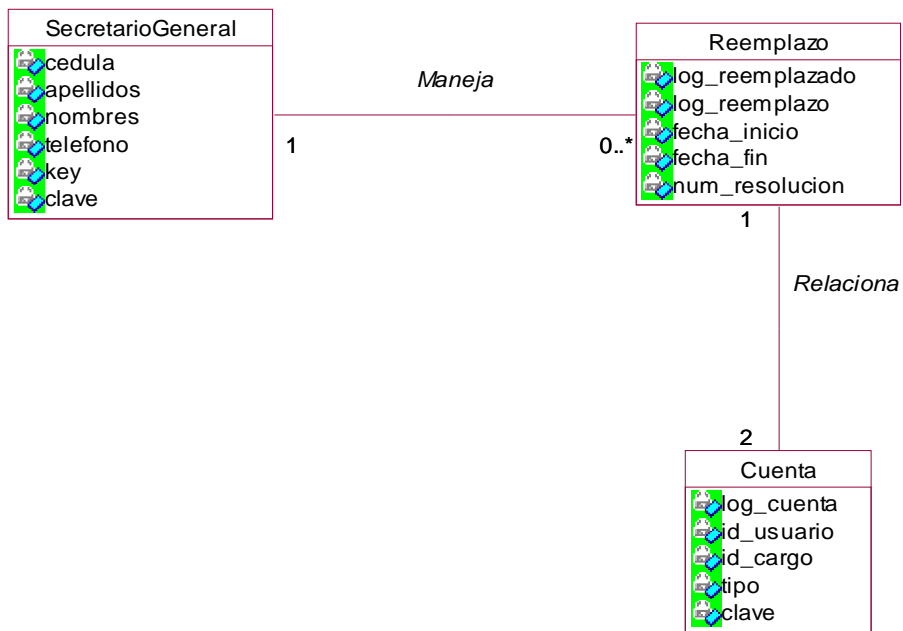 SecretarioGeneral
cedula
apellidos
nombres
telefono
key
clave
Maneja
1
0..*
Reemplazo
log_reemplazado
log_reemplazo
fecha_inicio
fecha_fin
num_resolucion
1
Relaciona
2
Cuenta
log_cuenta
id_usuario
id_cargo
tipo
clave